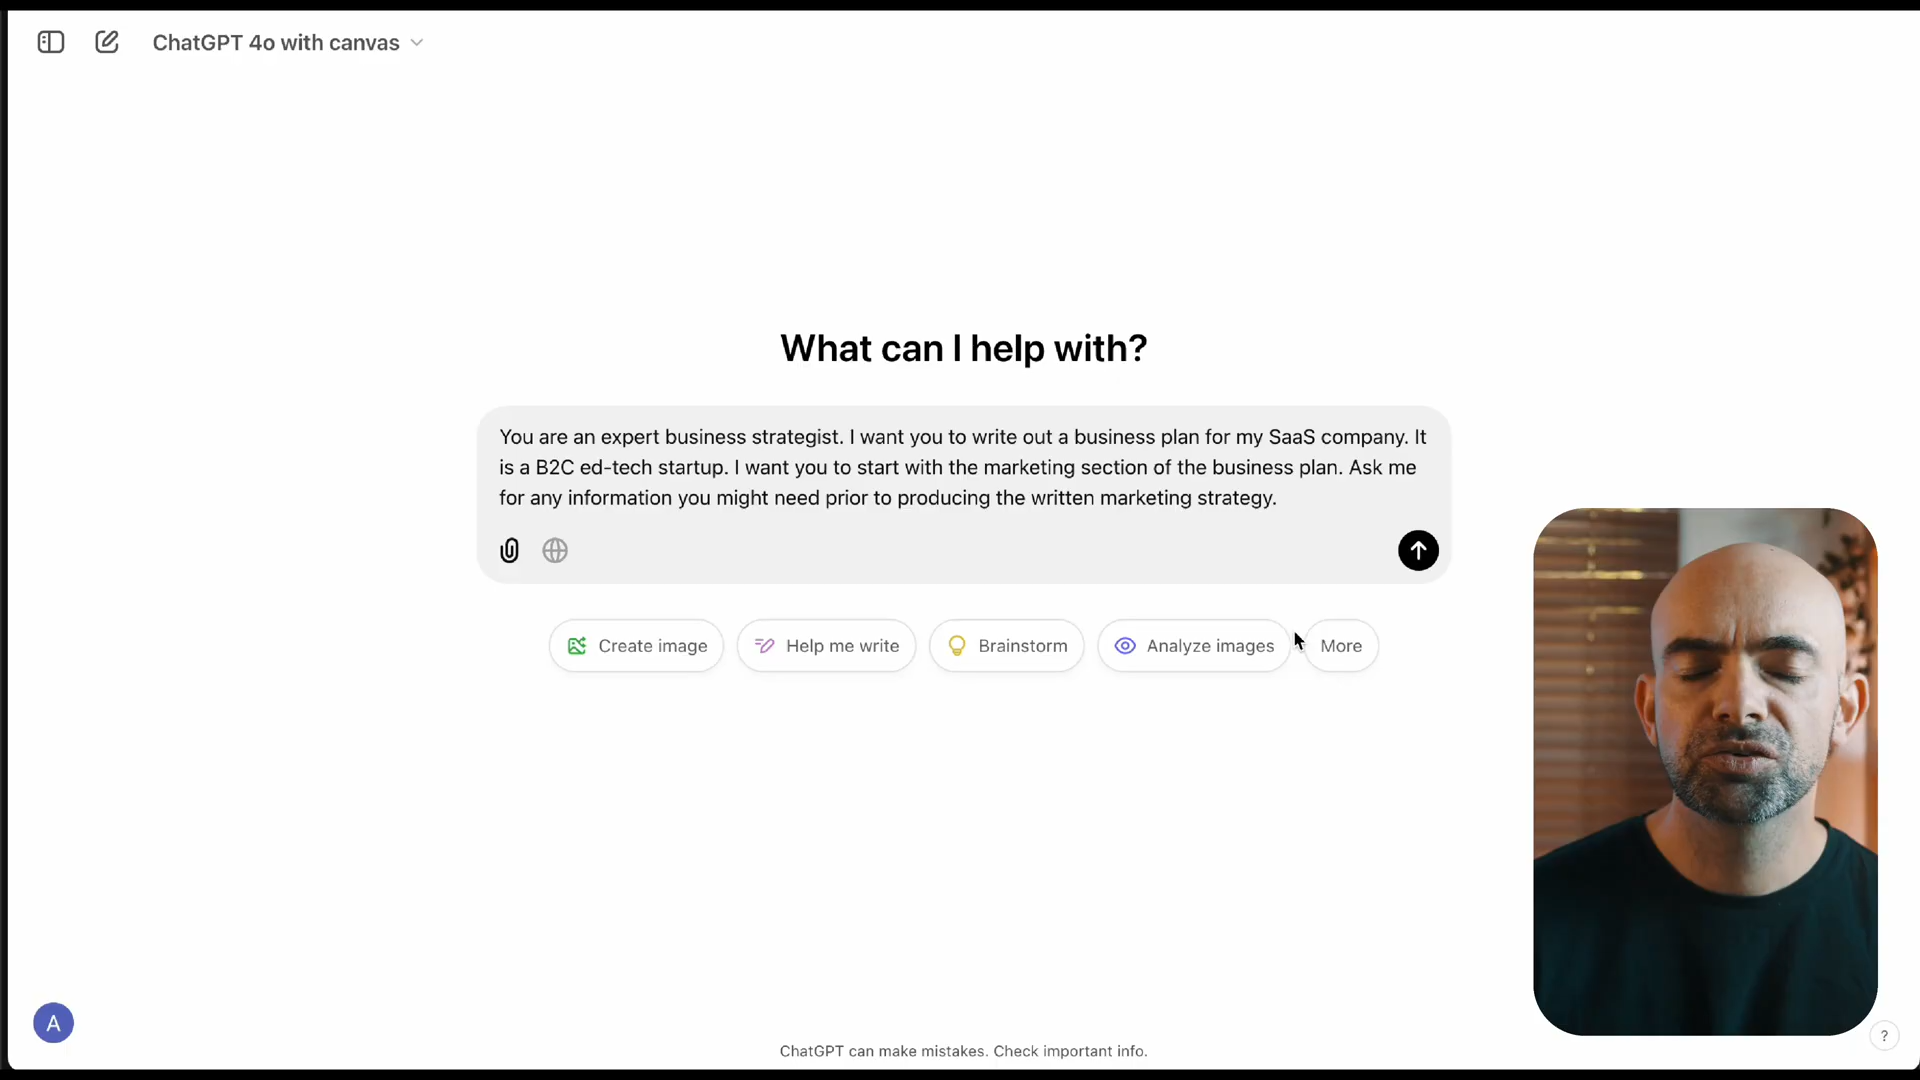 ChatGPT 4o with canvas
What can I help with?
You are an expert business strategist. I want you to write out a business plan for my SaaS company. It
is a B2C ed-tech startup. I want you to start with the marketing section of the business plan. Ask me
for any information you might need prior to producing the written marketing strategy.
Create image
Help me write
Brainstorm
Analyze images
More
A
ChatGPT can make mistakes. Check important info.
?